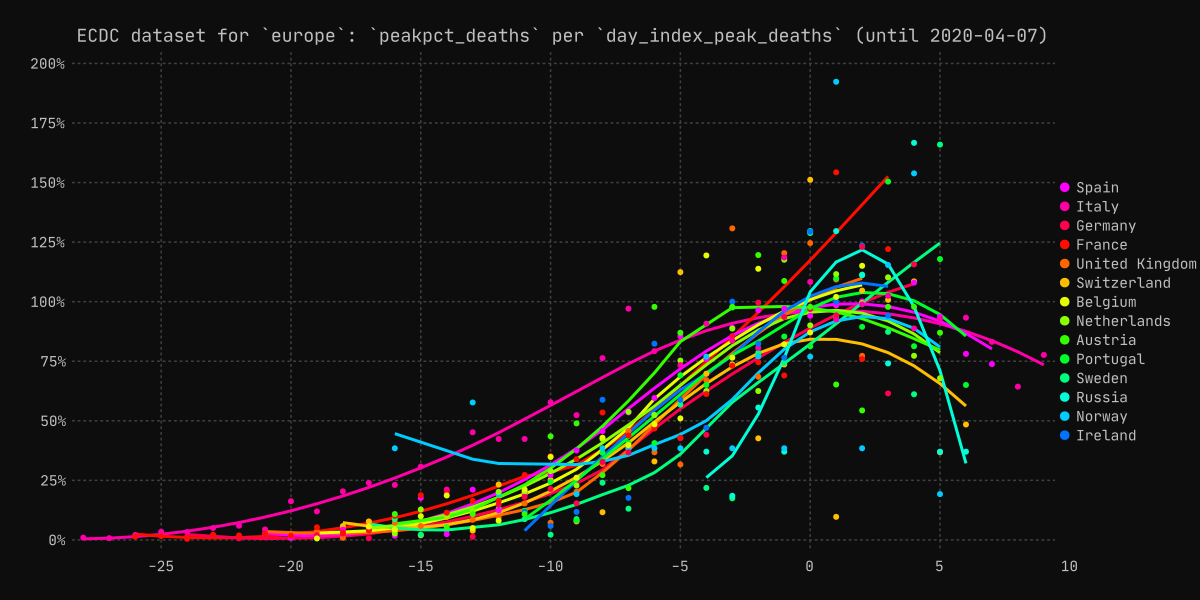 ECDC dataset for `europe`: `peakpct_deaths` per `day_index_peak_deaths` (until 2020-04-07)
200%
175%
150%
125%
100%
75%
50%
25%
0%
-25 -20 -15 -10 -5 0 5 10
Spain
Italy
Germany
France
United Kingdom
Switzerland
Belgium
Netherlands
Austria
Portugal
Sweden
Russia
Norway
Ireland